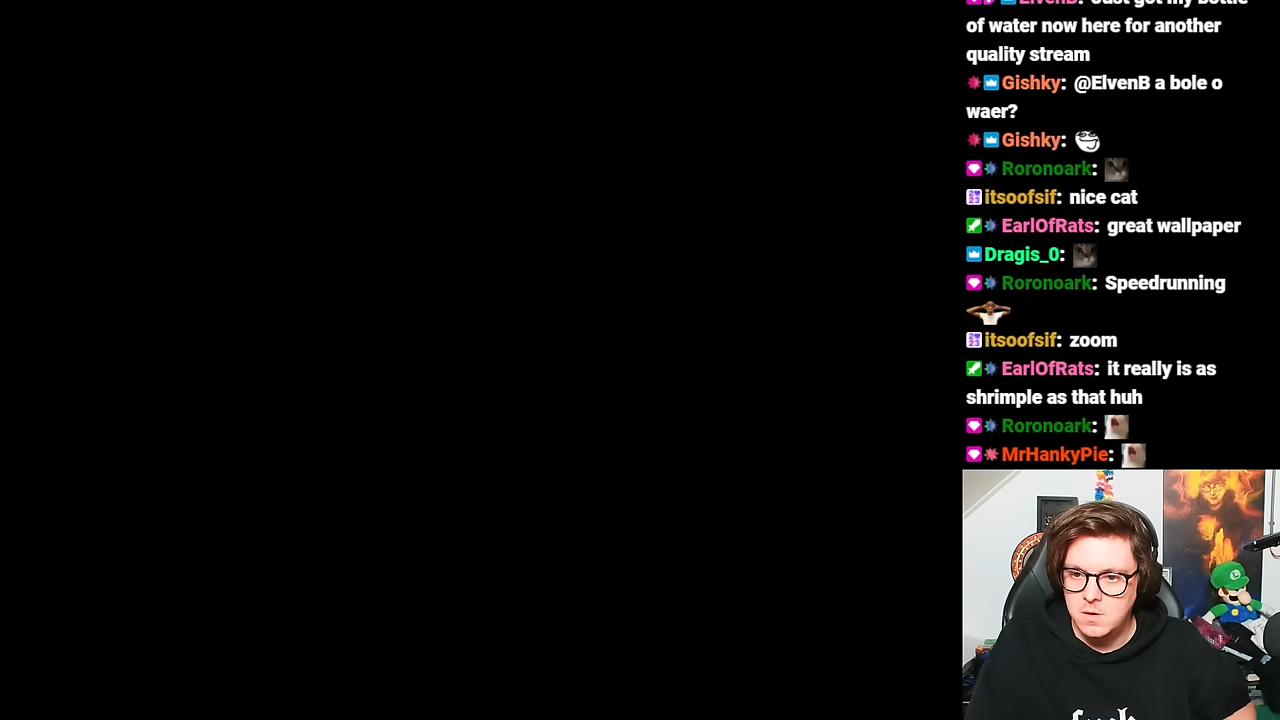 of water now here for another
quality stream
Gishky: @ElvenB a bole o
waer?
Gishky:
Roronoark:
itsoofsif: nice cat
EarlOfRats: great wallpaper
Dragis_0:
Roronoark: Speedrunning
itsoofsif: zoom
EarlOfRats: it really is as
shrimple as that huh
Roronoark:
MrHankyPie: